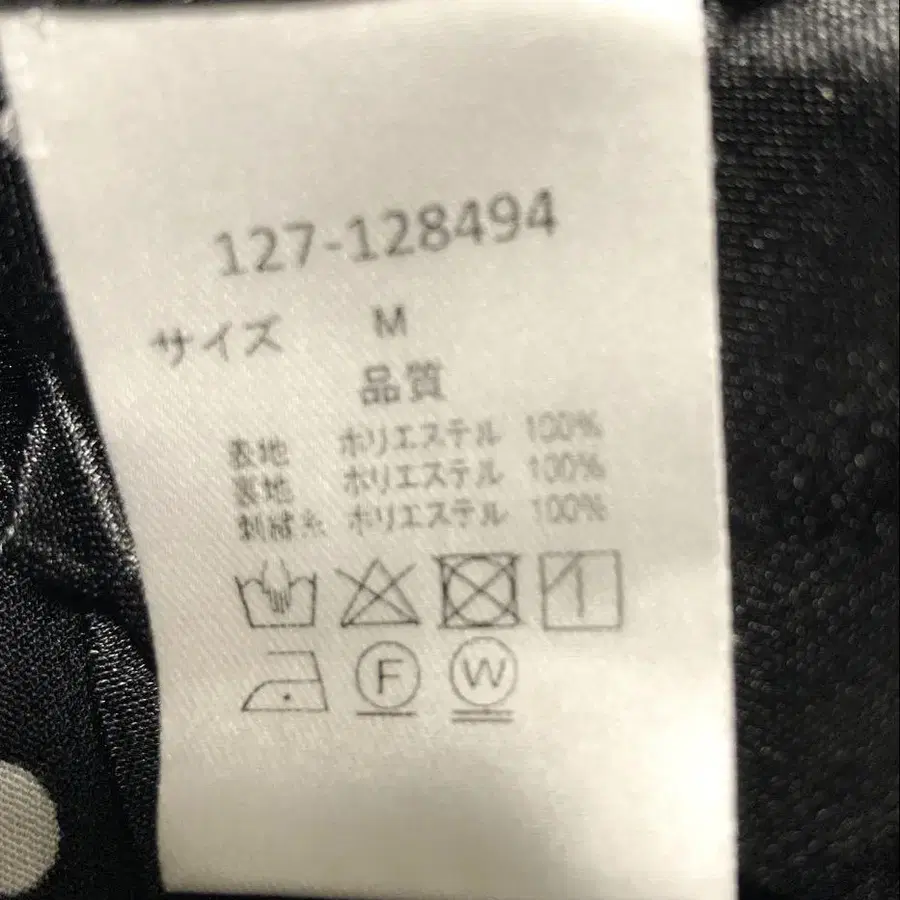 127-128494
サイズ M
品質
表地 ポリエステル 100%
裏地 ポリエステル 100%
刺繍糸 ポリエステル 100%
F W